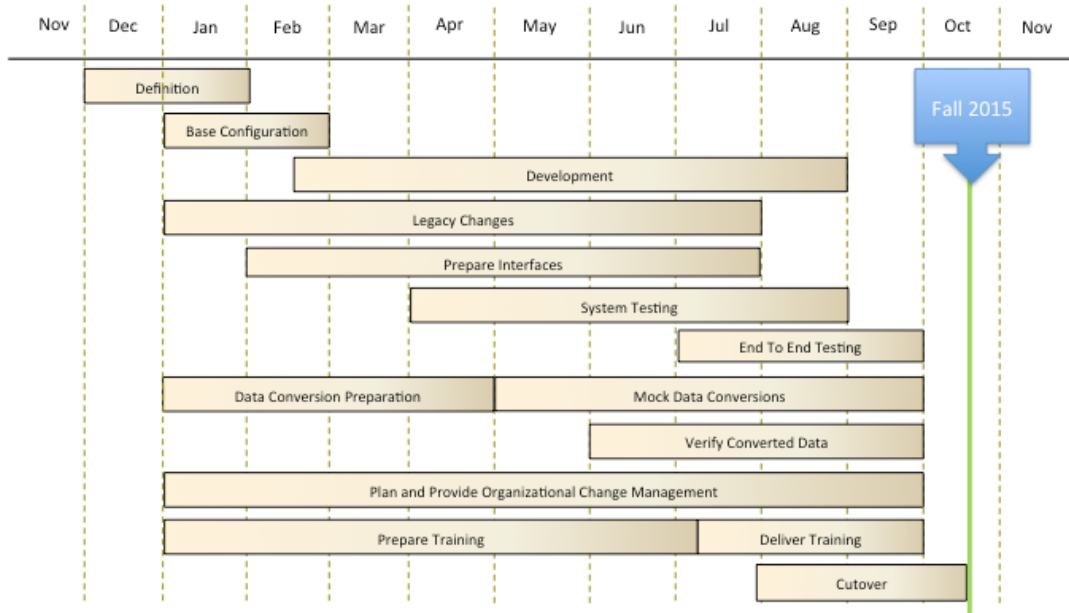 Nov Dec Jan Feb Mar Apr May Jun Jul Aug Sep Oct Nov
Definition
Fall 2015
Base Configuration
Development
Legacy Changes
Prepare Interfaces
System Testing
End To End Testing
Data Conversion Preparation Mock Data Conversions
Verify Converted Data
Plan and Provide Organizational Change Management
Prepare Training Deliver Training
Cutover